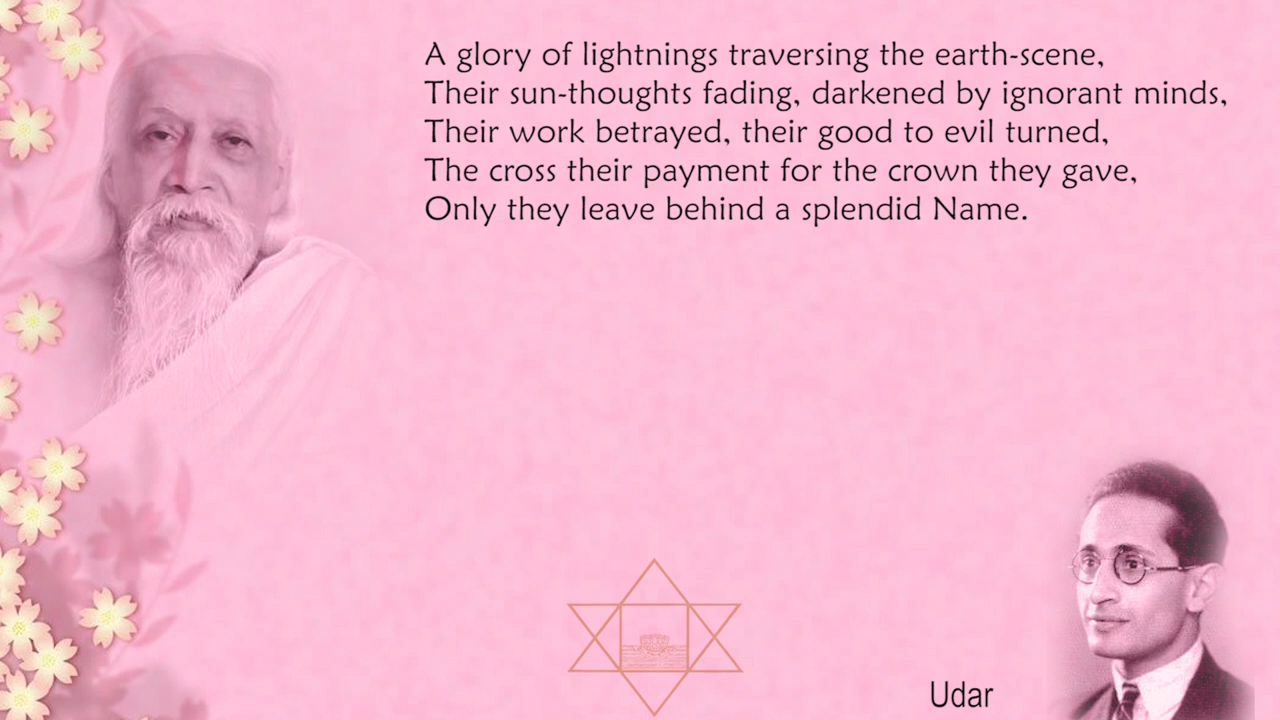 A glory of lightnings traversing the earth-scene,
Their sun-thoughts fading, darkened by ignorant minds,
Their work betrayed, their good to evil turned,
The cross their payment for the crown they gave,
Only they leave behind a splendid Name.
Udar